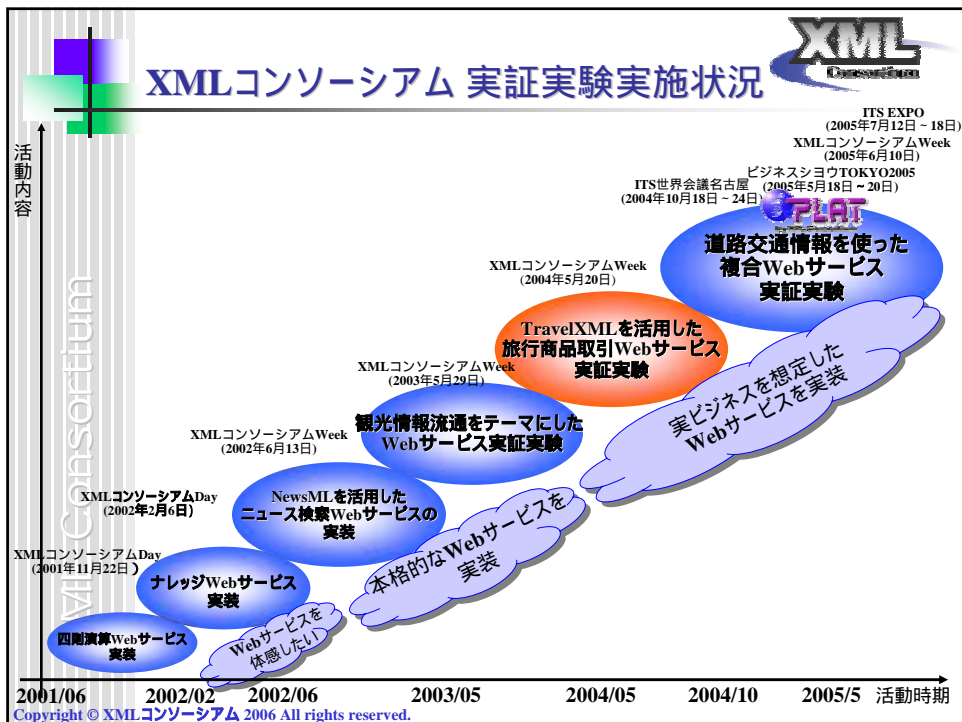 XMLコンソーシアム 実証実験実施状況
XML
Consortium
活動内容
XML Consortium
ITS EXPO
(2005年7月12日~18日)
XMLコンソーシアムWeek
(2005年6月10日)
ビジネスショウTOKYO2005
(2005年5月18日~20日)
ITS世界会議名古屋
(2004年10月18日~24日)
PLAT
道路交通情報を使った
複合Webサービス
実証実験
XMLコンソーシアムWeek
(2004年5月20日)
TravelXMLを活用した
旅行商品取引Webサービス
実証実験
実ビジネスを想定した
Webサービスを実装
XMLコンソーシアムWeek
(2003年5月29日)
観光情報流通をテーマにした
Webサービス実証実験
XMLコンソーシアムWeek
(2002年6月13日)
NewsMLを活用した
ニュース検索Webサービスの
実装
本格的なWebサービスを
実装
XMLコンソーシアムDay
(2002年2月6日)
ナレッジWebサービス
実装
XMLコンソーシアムDay
(2001年11月22日)
四則演算Webサービス
実装
Webサービスを
体感したい
2001/06 2002/02 2002/06 2003/05 2004/05 2004/10 2005/5 活動時期
Copyright © XMLコンソーシアム 2006 All rights reserved.